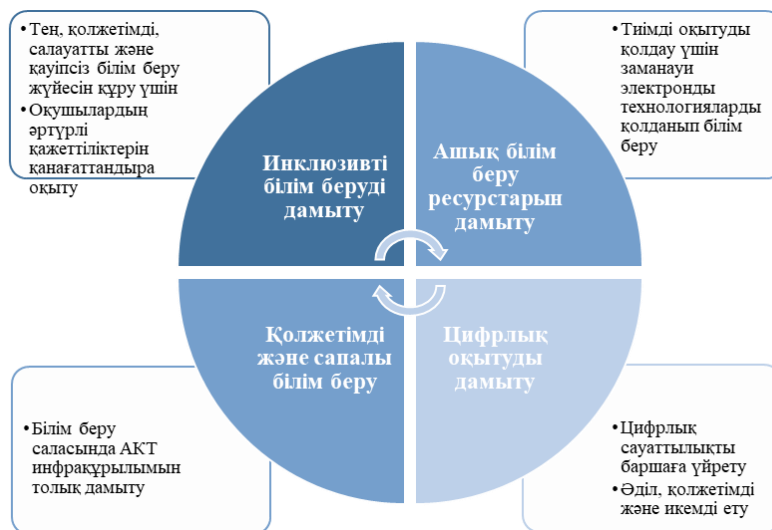 • Тең, қолжетімді,
салауатты және
қауіпсіз білім беру
жүйесін құру үшін
• Оқушылардың
әртүрлі
қажеттіліктерін
қанағаттандыра
оқыту
• Тиімді оқытуды
қолдау үшін
заманауи
электронды
технологияларды
қолданып білім
беру
Инклюзивті
білім беруді
дамыту
Ашық білім
беру
ресурстарын
дамыту
Қолжетімді
және сапалы
білім беру
Цифрлық
оқытуды
дамыту
• Білім беру
саласында АКТ
инфрақұрылымын
толық дамыту
• Цифрлық
сауаттылықты
баршаға үйрету
• Әділ, қолжетімді
және икемді ету